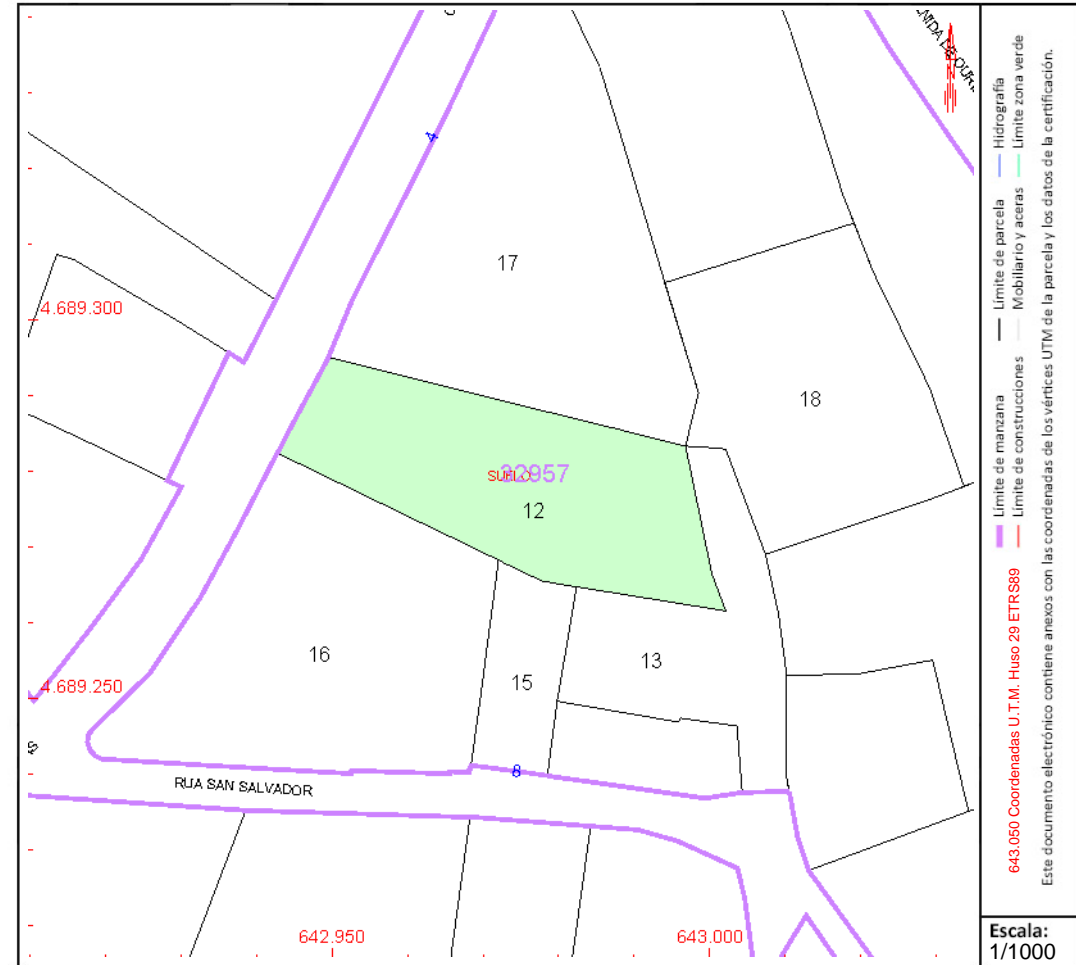 4
17
4.689.300
18
SUELO
32957
12
16
13
15
4.689.250
8
RUA SAN SALVADOR
642.950
643.000
643.050 Coordenadas U.T.M. Huso 29 ETRS89
Límite de manzana
Límite de parcela
Hidrografía
Límite de construcciones
Mobiliario y aceras
Límite zona verde
Este documento electrónico contiene anexos con las coordenadas de los vértices UTM de la parcela y los datos de la certificación.
Escala:
1/1000